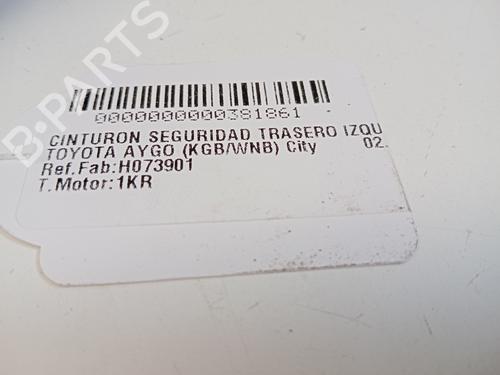 B-PARTS
0000000000381861
CINTURON SEGURIDAD TRASERO IZQU
TOYOTA AYGO (KGB/WNB) City 02.
Ref.Fab:H073901
T.Motor:1KR